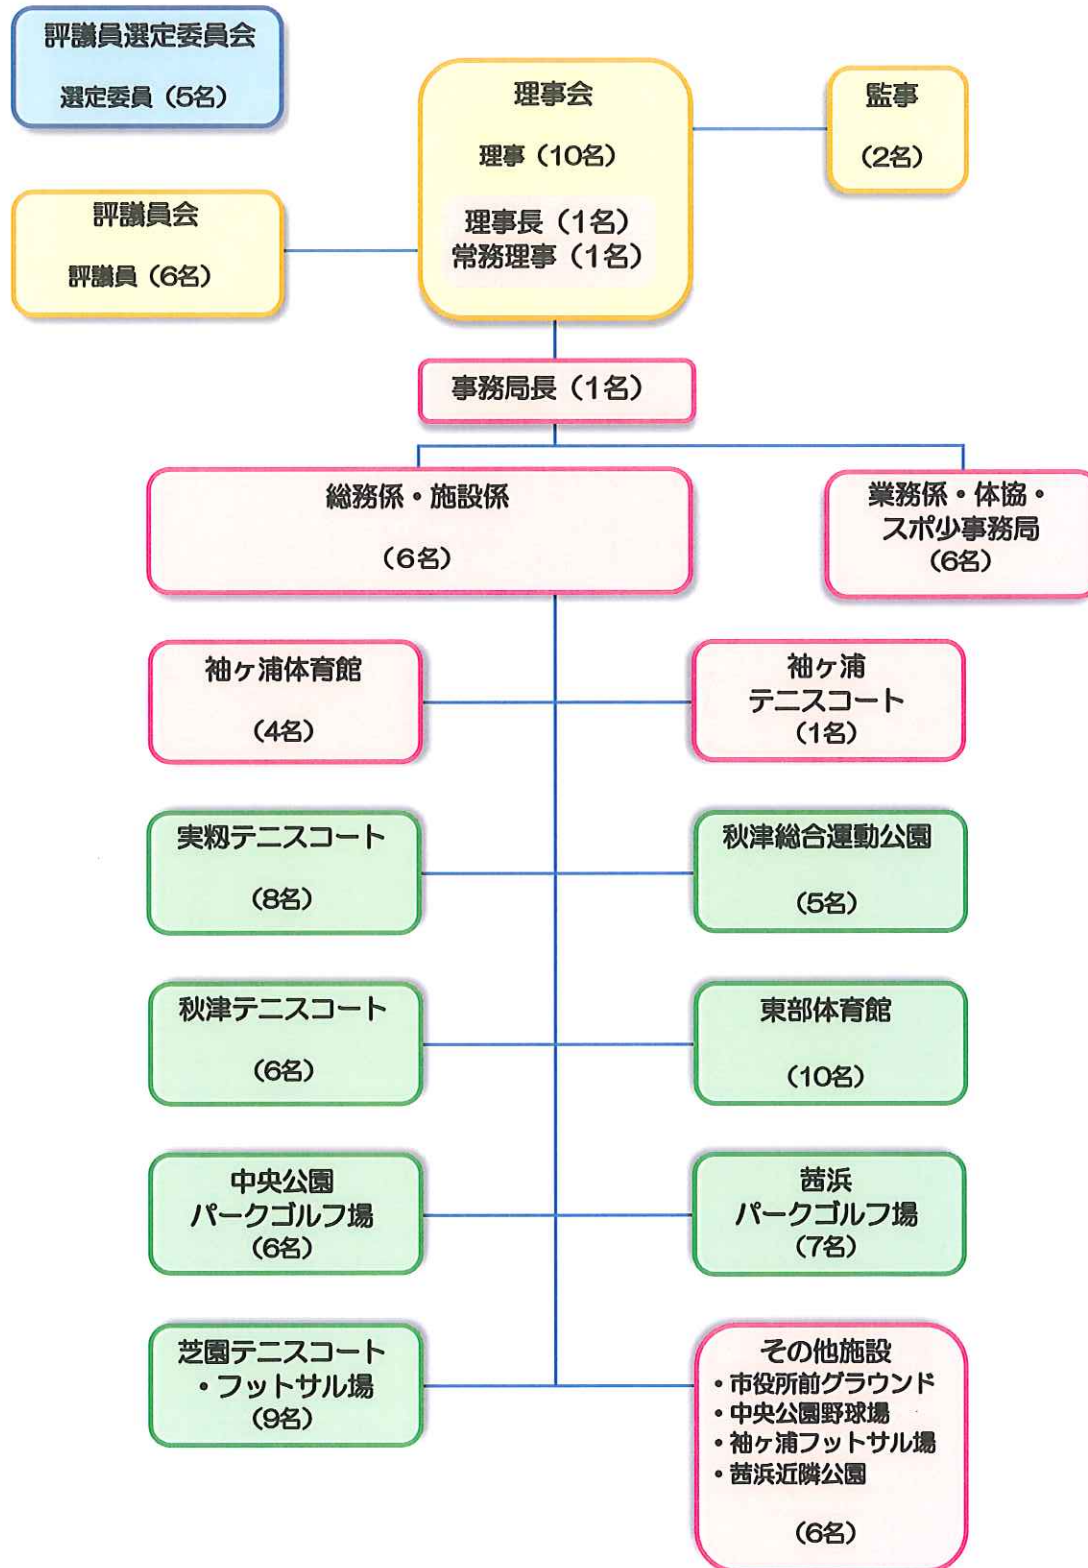 評議員選定委員会
選定委員（5名）
理事会
理事（10名）
理事長（1名）
常務理事（1名）
監事
（2名）
評議員会
評議員（6名）
事務局長（1名）
総務係・施設係
（6名）
業務係・体協・
スポ少事務局
（6名）
袖ヶ浦体育館
（4名）
袖ヶ浦
テニスコート
（1名）
実籾テニスコート
（8名）
秋津総合運動公園
（5名）
秋津テニスコート
（6名）
東部体育館
（10名）
中央公園
パークゴルフ場
（6名）
茜浜
パークゴルフ場
（7名）
芝園テニスコート
・フットサル場
（9名）
その他施設
・市役所前グラウンド
・中央公園野球場
・袖ヶ浦フットサル場
・茜浜近隣公園
（6名）